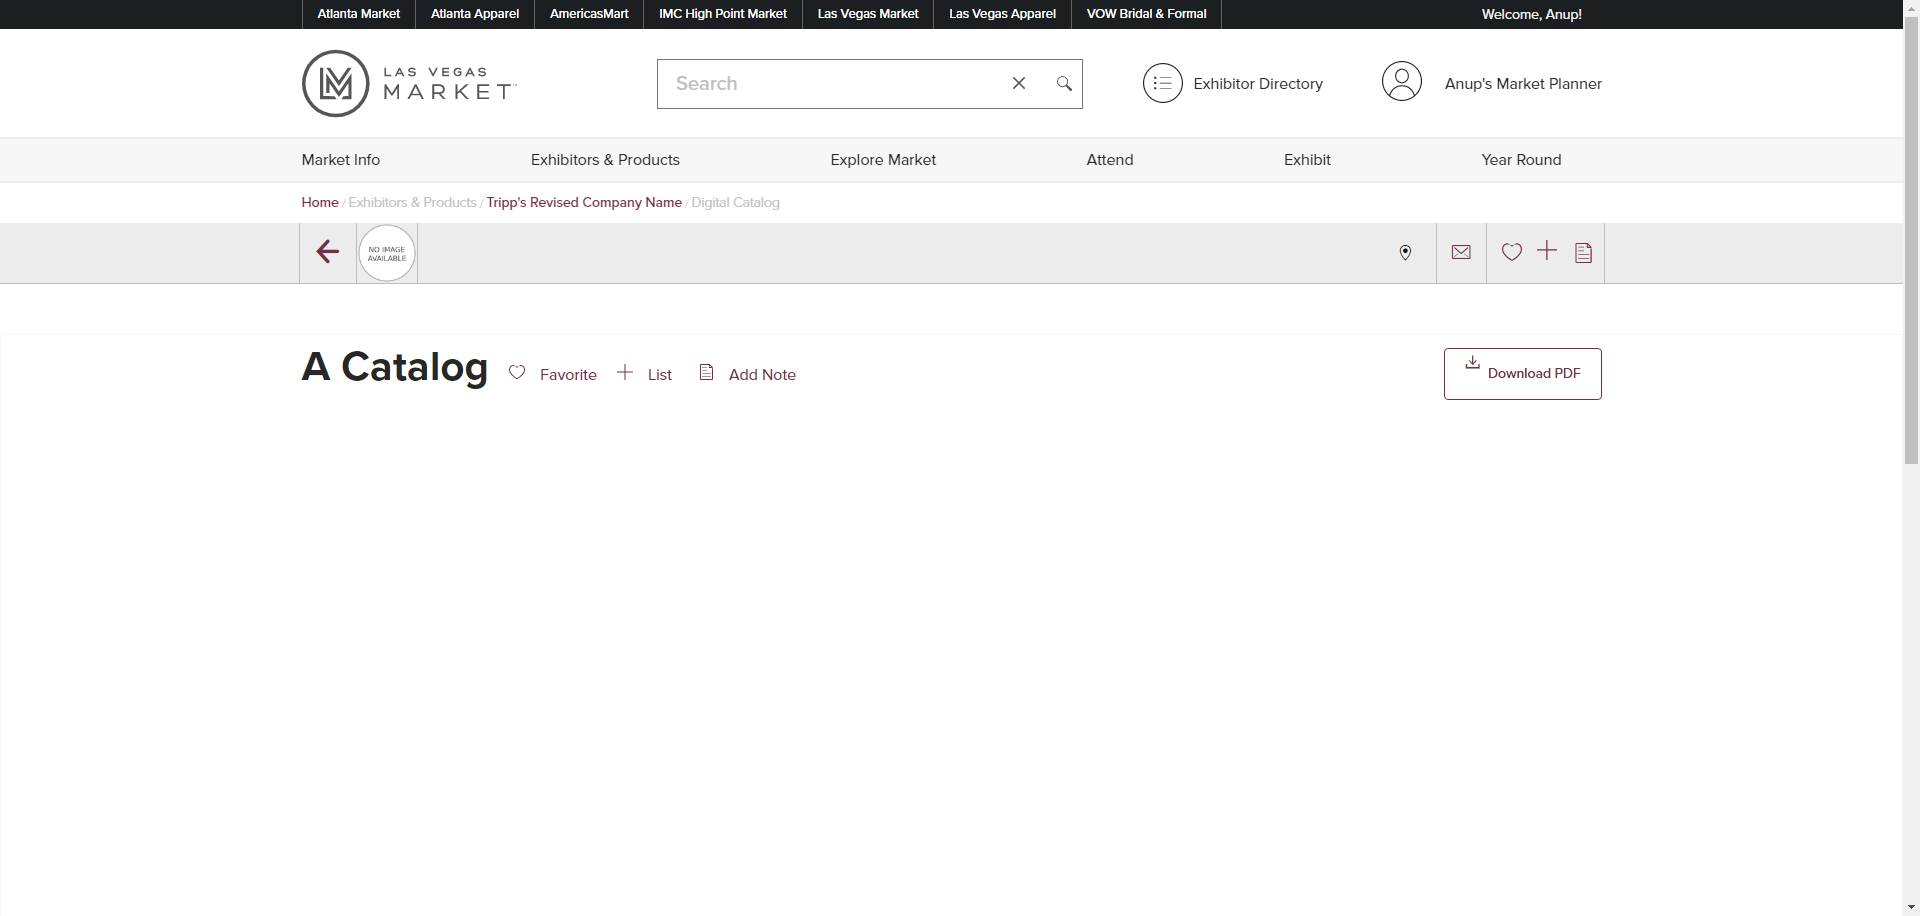 Atlanta Market Atlanta Apparel AmericasMart IMC High Point Market Las Vegas Market Las Vegas Apparel VOW Bridal & Formal Welcome, Anup!
LAS VEGAS
MARKET
Search
Exhibitor Directory
Anup's Market Planner
Market Info Exhibitors & Products Explore Market Attend Exhibit Year Round
Home / Exhibitors & Products / Tripp's Revised Company Name / Digital Catalog
NO IMAGE
AVAILABLE
A Catalog Favorite List Add Note Download PDF